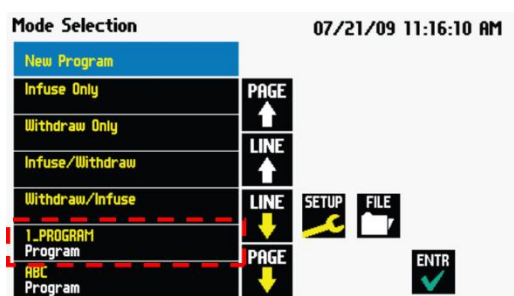 Mode Selection 07/21/09 11:16:10 AM
New Program
Infuse Only
Withdraw Only
Infuse/Withdraw
Withdraw/Infuse
1_PROGRAM
Program
ABC
Program
PAGE
LINE
LINE
PAGE
SETUP FILE
ENTR